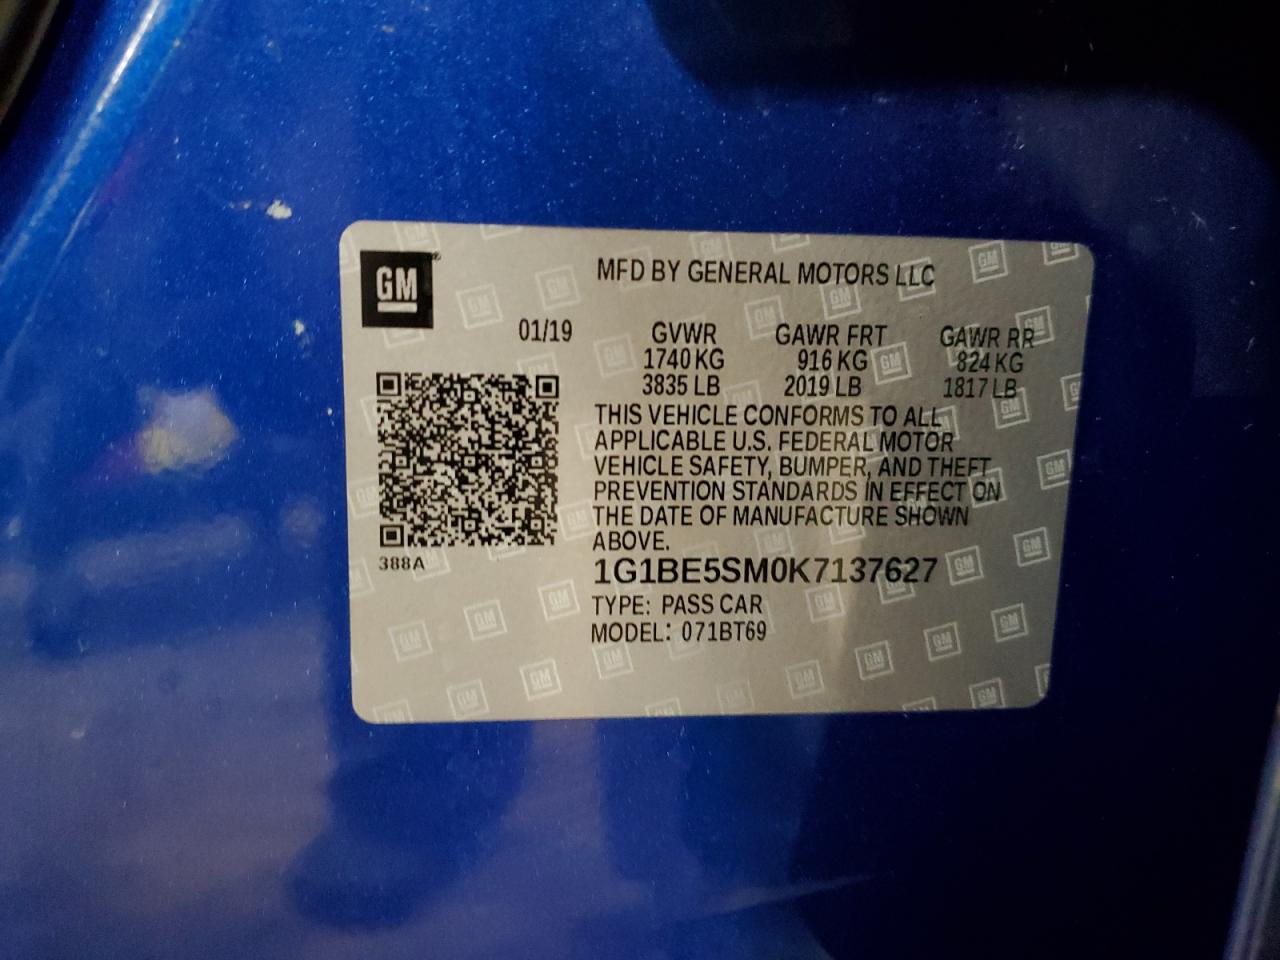 GM
MFD BY GENERAL MOTORS LLC
01/19 GVWR GAWR FRT GAWR RR
1740 KG 916 KG 824 KG
3835 LB 2019 LB 1817 LB
THIS VEHICLE CONFORMS TO ALL
APPLICABLE U.S. FEDERAL MOTOR
VEHICLE SAFETY, BUMPER, AND THEFT
PREVENTION STANDARDS IN EFFECT ON
THE DATE OF MANUFACTURE SHOWN
ABOVE.
388A
1G1BE5SM0K7137627
TYPE: PASS CAR
MODEL: 071BT69